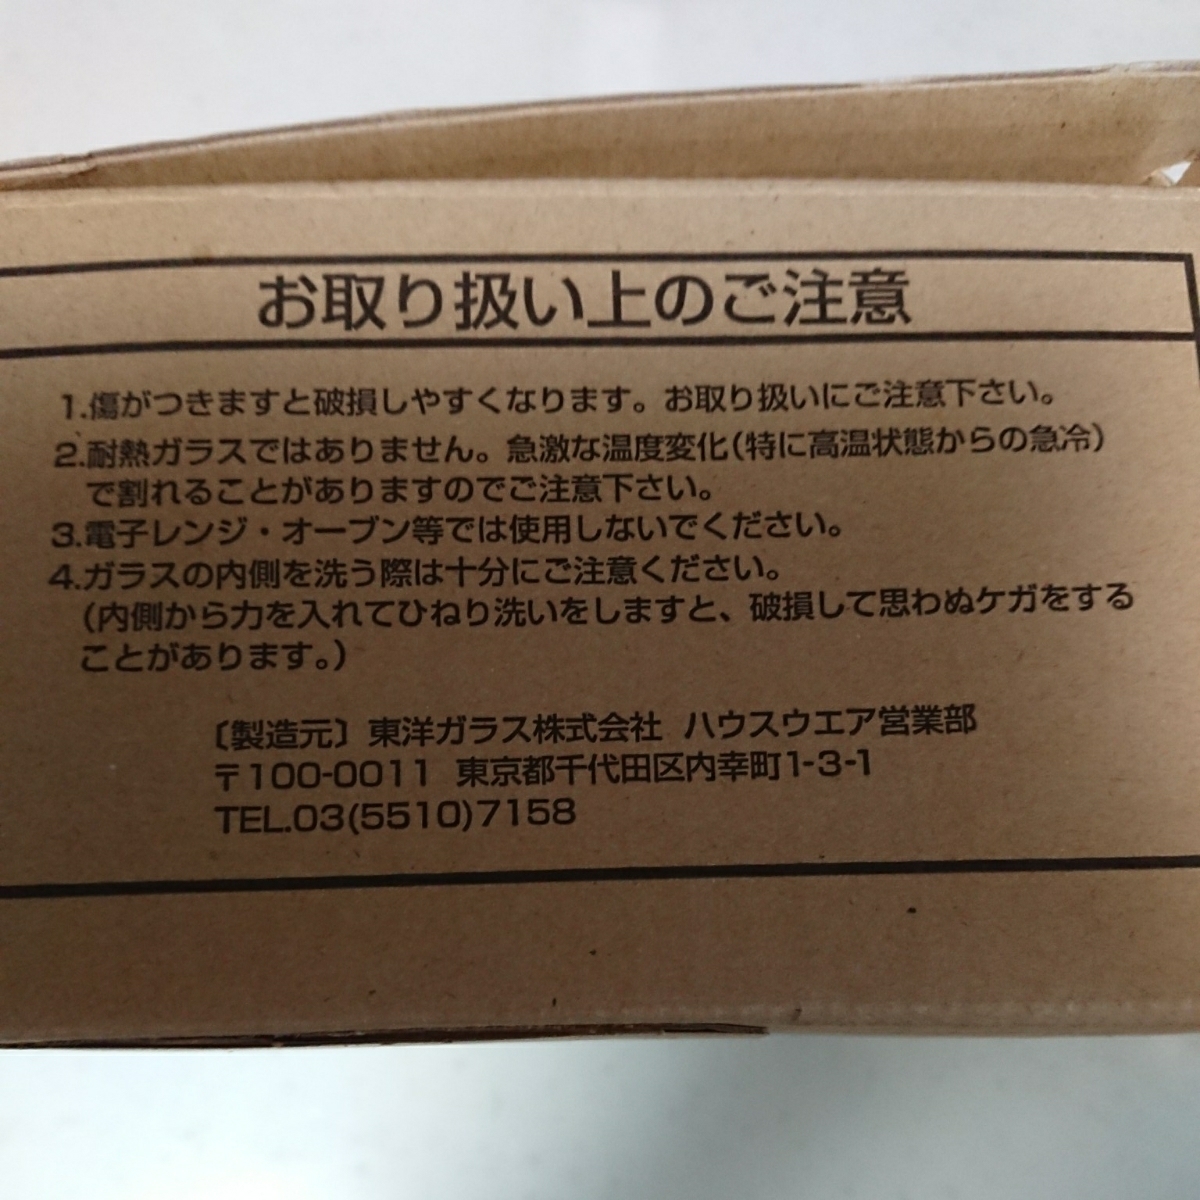 お取り扱い上のご注意
1.傷がつきますと破損しやすくなります。お取り扱いにご注意下さい。
2.耐熱ガラスではありません。急激な温度変化(特に高温状態からの急冷)
で割れることがありますのでご注意下さい。
3.電子レンジ・オーブン等では使用しないでください。
4.ガラスの内側を洗う際は十分にご注意ください。
(内側から力を入れてひねり洗いをしますと、破損して思わぬケガをする
ことがあります。)
〔製造元〕東洋ガラス株式会社 ハウスウエア営業部
〒100-0011 東京都千代田区内幸町1-3-1
TEL.03(5510)7158